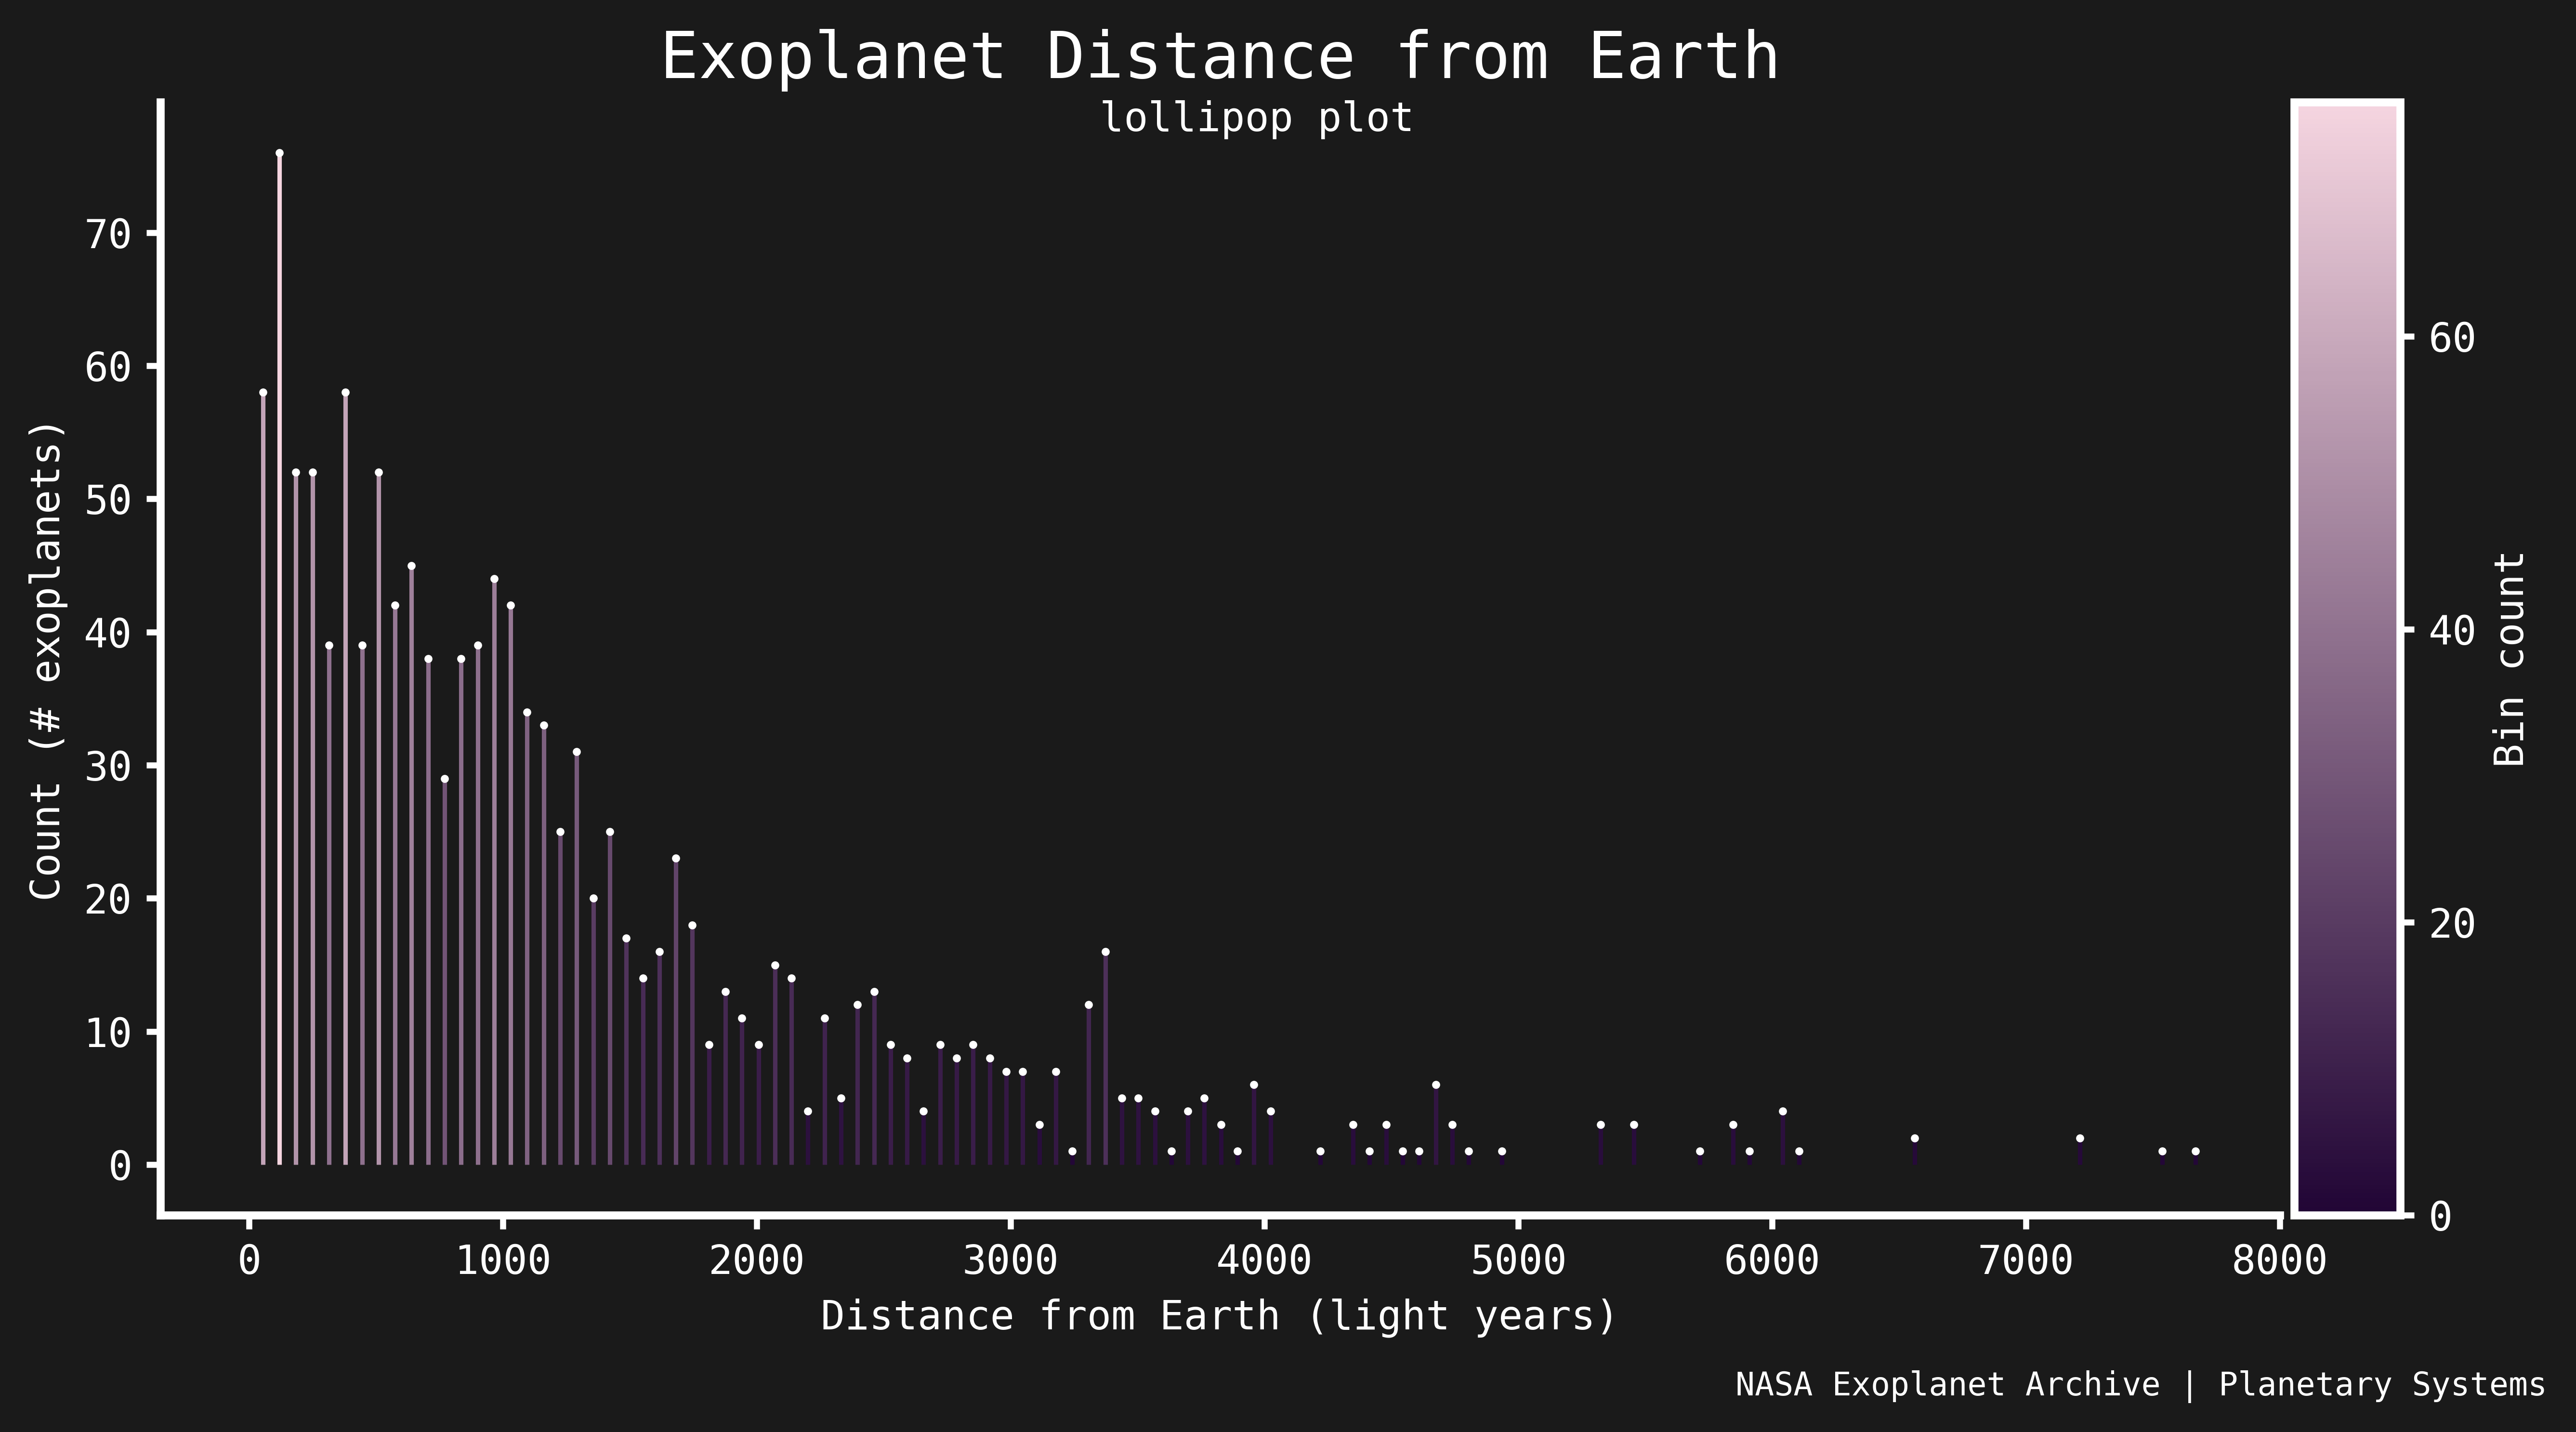 Exoplanet Distance from Earth
lollipop plot
Count (# exoplanets)
70
60
50
40
30
20
10
0
0 1000 2000 3000 4000 5000 6000 7000 8000
Distance from Earth (light years)
60
40
20
0
Bin count
NASA Exoplanet Archive | Planetary Systems